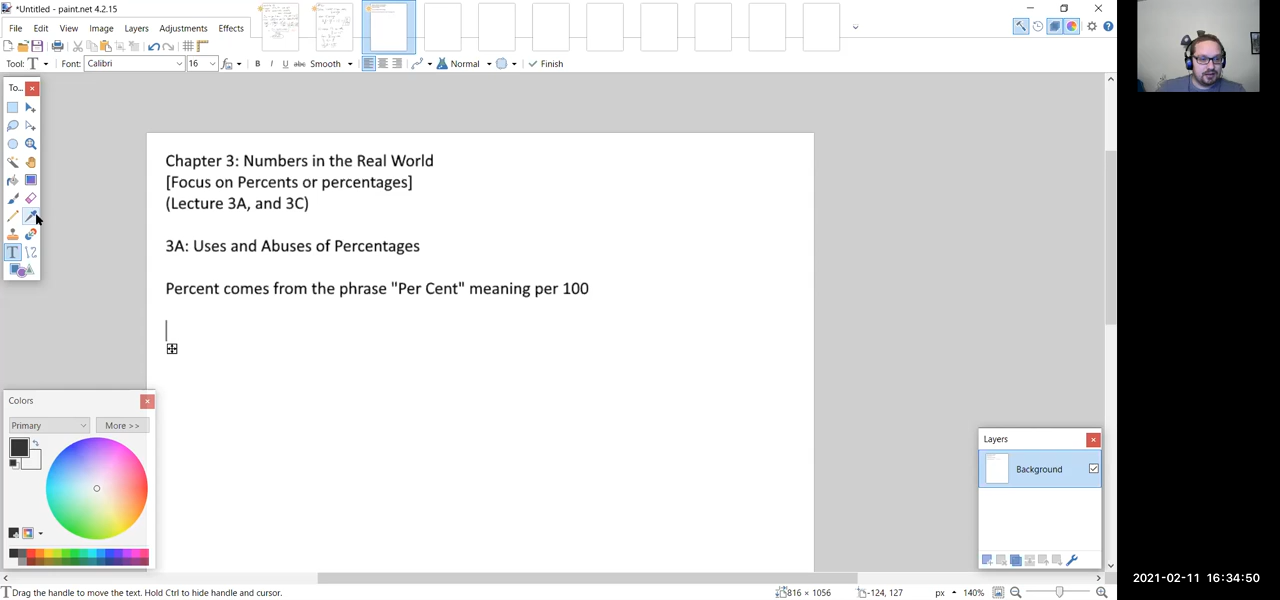 *Untitled - paint.net 4.2.15
File Edit View Image Layers Adjustments Effects
Tool: T Font: Calibri 16 fx B I U abc Smooth Normal Finish
To...
Chapter 3: Numbers in the Real World
[Focus on Percents or percentages]
(Lecture 3A, and 3C)
3A: Uses and Abuses of Percentages
Percent comes from the phrase "Per Cent" meaning per 100
Colors
Primary More >>
Layers
Background
2021-02-11 16:34:50
Drag the handle to move the text. Hold Ctrl to hide handle and cursor. 816 × 1056 -124, 127 px 140%